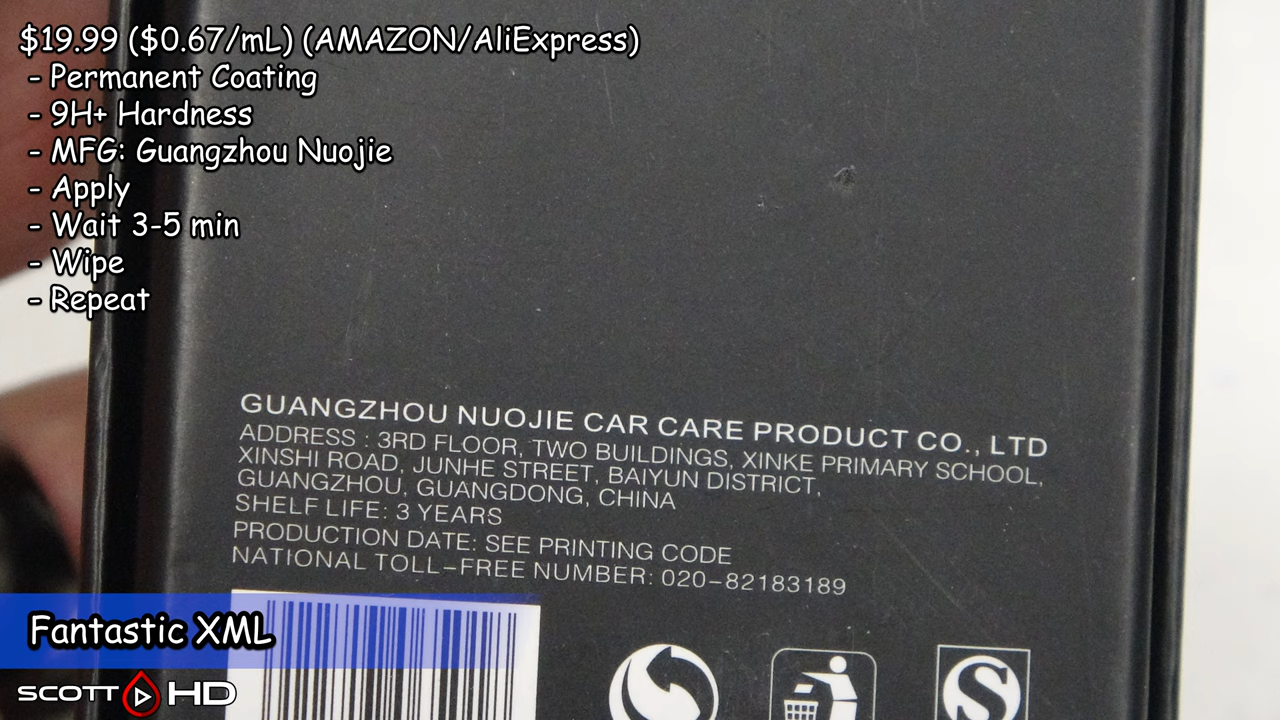 $19.99 ($0.67/mL) (AMAZON/AliExpress)
- Permanent Coating
- 9H+ Hardness
- MFG: Guangzhou Nuojie
- Apply
- Wait 3-5 min
- Wipe
- Repeat
GUANGZHOU NUOJIE CAR CARE PRODUCT CO., LTD
ADDRESS : 3RD FLOOR, TWO BUILDINGS, XINKE PRIMARY SCHOOL,
XINSHI ROAD, JUNHE STREET, BAIYUN DISTRICT,
GUANGZHOU, GUANGDONG, CHINA
SHELF LIFE: 3 YEARS
PRODUCTION DATE: SEE PRINTING CODE
NATIONAL TOLL-FREE NUMBER: 020-82183189
Fantastic XML
SCOTT HD